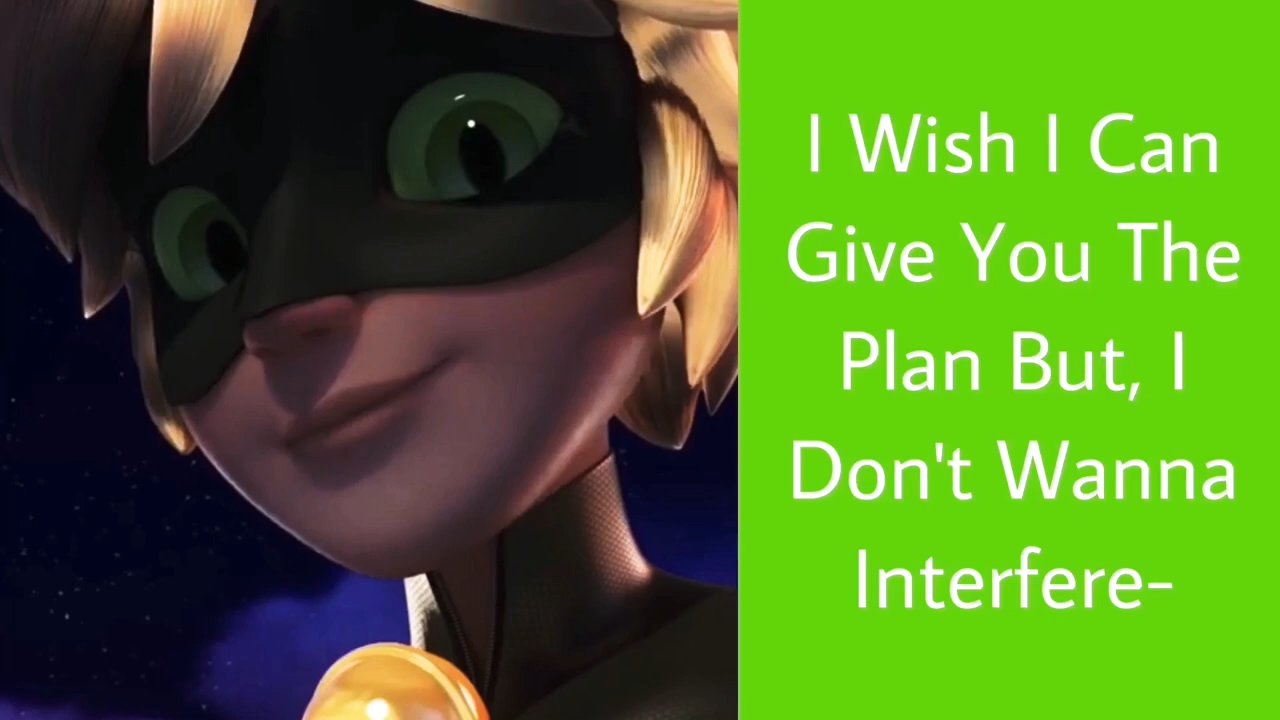 I Wish I Can
Give You The
Plan But, I
Don't Wanna
Interfere-